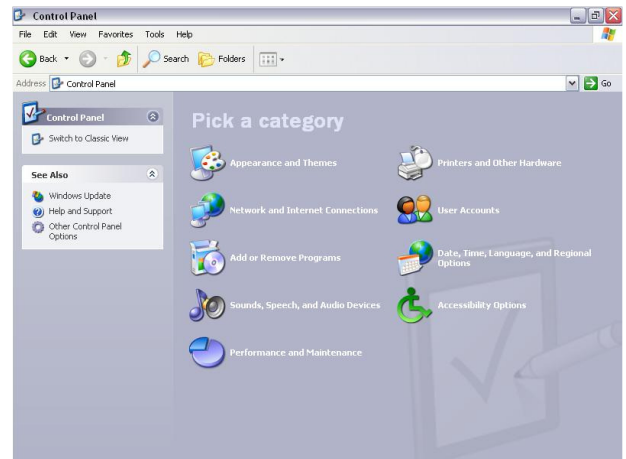 Control Panel
File Edit View Favorites Tools Help
Back Search Folders
Address Control Panel Go
Control Panel
Switch to Classic View
See Also
Windows Update
Help and Support
Other Control Panel
Options
Pick a category
Appearance and Themes
Printers and Other Hardware
Network and Internet Connections
User Accounts
Add or Remove Programs
Date, Time, Language, and Regional
Options
Sounds, Speech, and Audio Devices
Accessibility Options
Performance and Maintenance